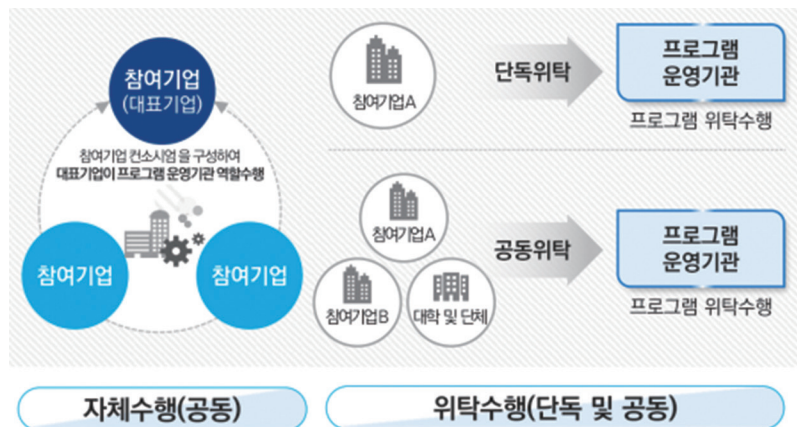 참여기업
(대표기업)
참여기업 컨소시엄 을 구성하여
대표기업이 프로그램 운영기관 역할수행
참여기업
참여기업
참여기업A
단독위탁
프로그램
운영기관
프로그램 위탁수행
참여기업A
참여기업B
대학 및 단체
공동위탁
프로그램
운영기관
프로그램 위탁수행
자체수행(공동)
위탁수행(단독 및 공동)